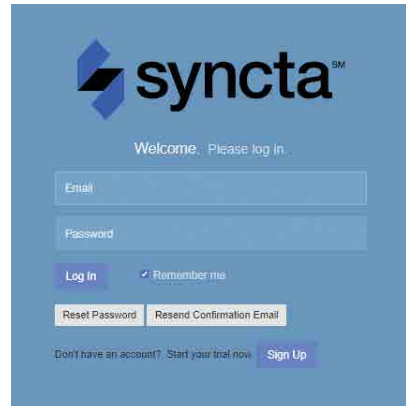 syncta SM
Welcome. Please log in.
Email
Password
Log In Remember me
Reset Password Resend Confirmation Email
Don't have an account? Start your trial now. Sign Up